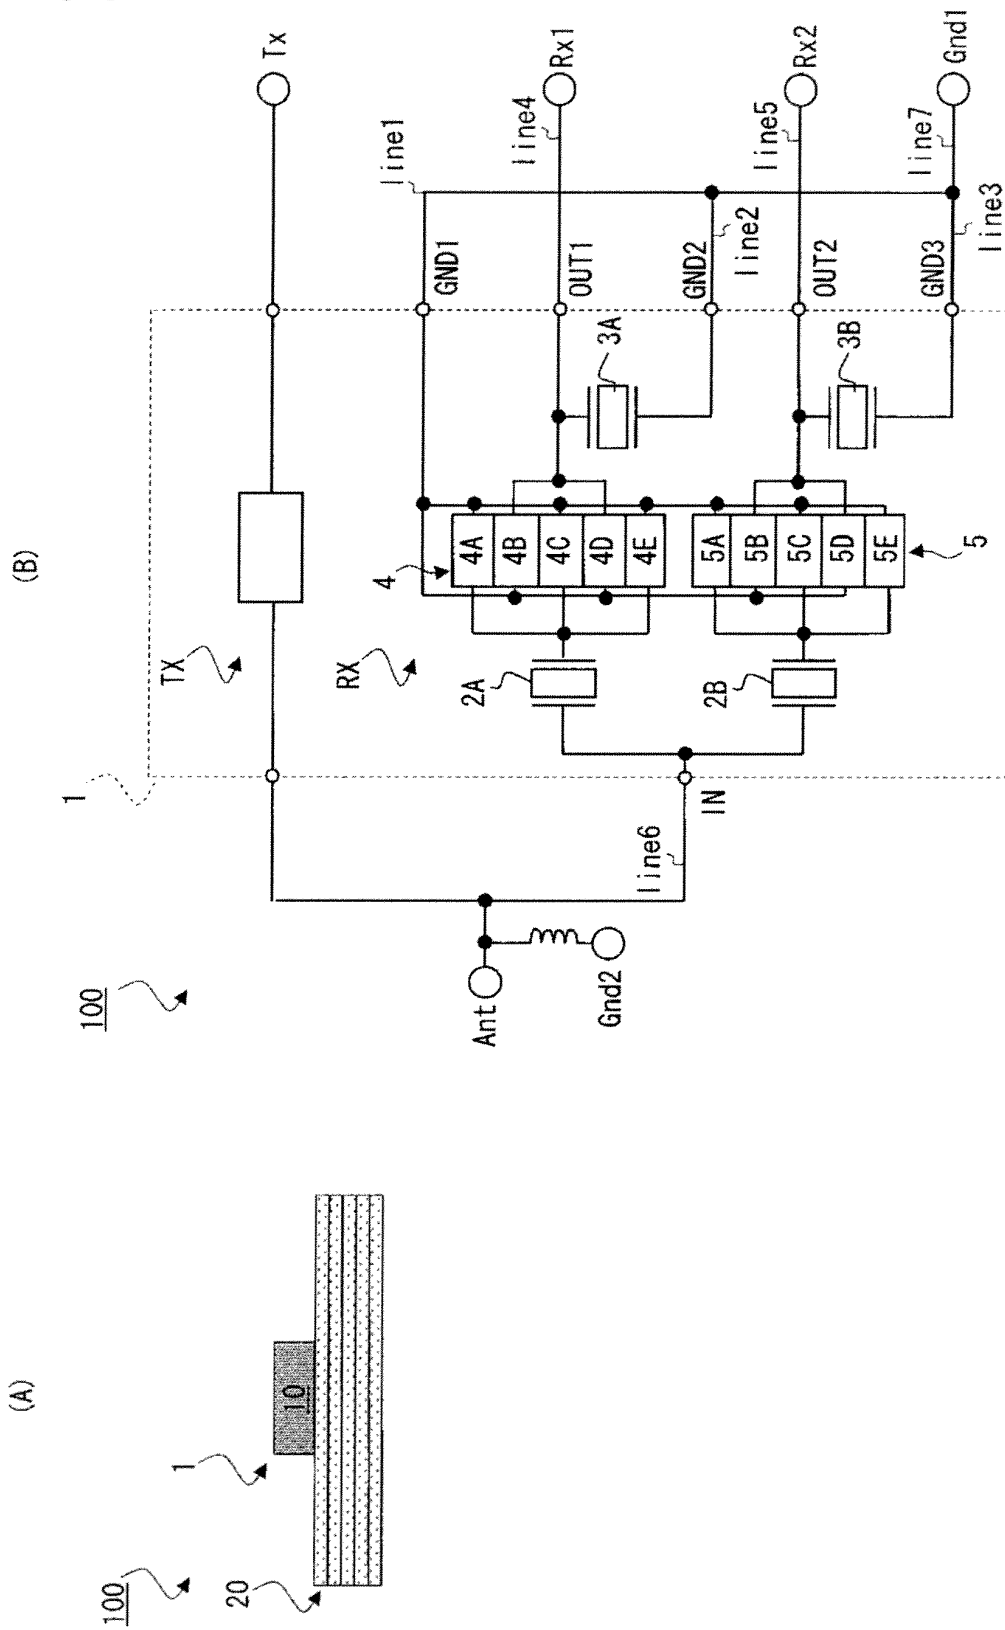 (A)
100
1
10
20
(B)
100
1
TX
Tx
RX
line1
GND1
4
4A
4B
4C
4D
4E
2A
OUT1
line4
Rx1
3A
Ant
Gnd2
line6
IN
GND2
line2
2B
5A
5B
5C
5D
5E
5
OUT2
line5
Rx2
3B
GND3
line3
line7
Gnd1